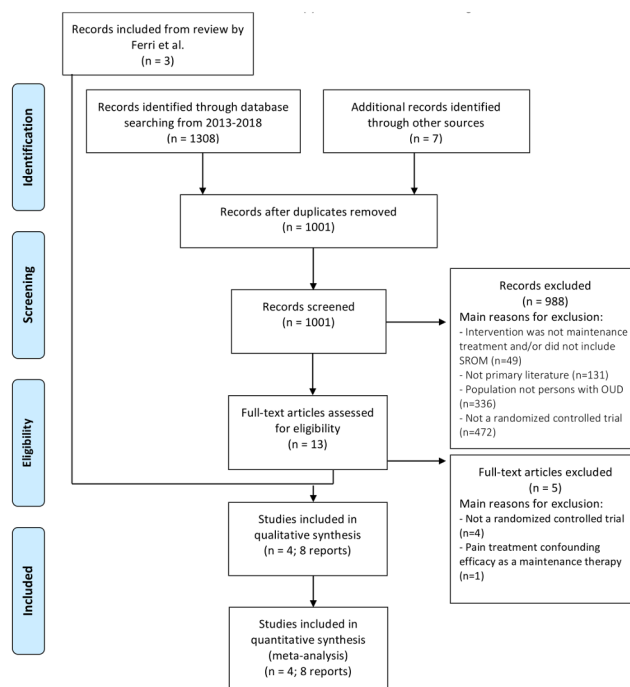 Records included from review by
Ferri et al.
(n = 3)
Identification
Records identified through database
searching from 2013-2018
(n = 1308)
Additional records identified
through other sources
(n = 7)
Records after duplicates removed
(n = 1001)
Screening
Records screened
(n = 1001)
Records excluded
(n = 988)
Main reasons for exclusion:
- Intervention was not maintenance
treatment and/or did not include
SROM (n=49)
- Not primary literature (n=131)
- Population not persons with OUD
(n=336)
- Not a randomized controlled trial
(n=472)
Eligibility
Full-text articles assessed
for eligibility
(n = 13)
Full-text articles excluded
(n = 5)
Main reasons for exclusion:
- Not a randomized controlled trial
(n=4)
- Pain treatment confounding
efficacy as a maintenance therapy
(n=1)
Included
Studies included in
qualitative synthesis
(n = 4; 8 reports)
Studies included in
quantitative synthesis
(meta-analysis)
(n = 4; 8 reports)